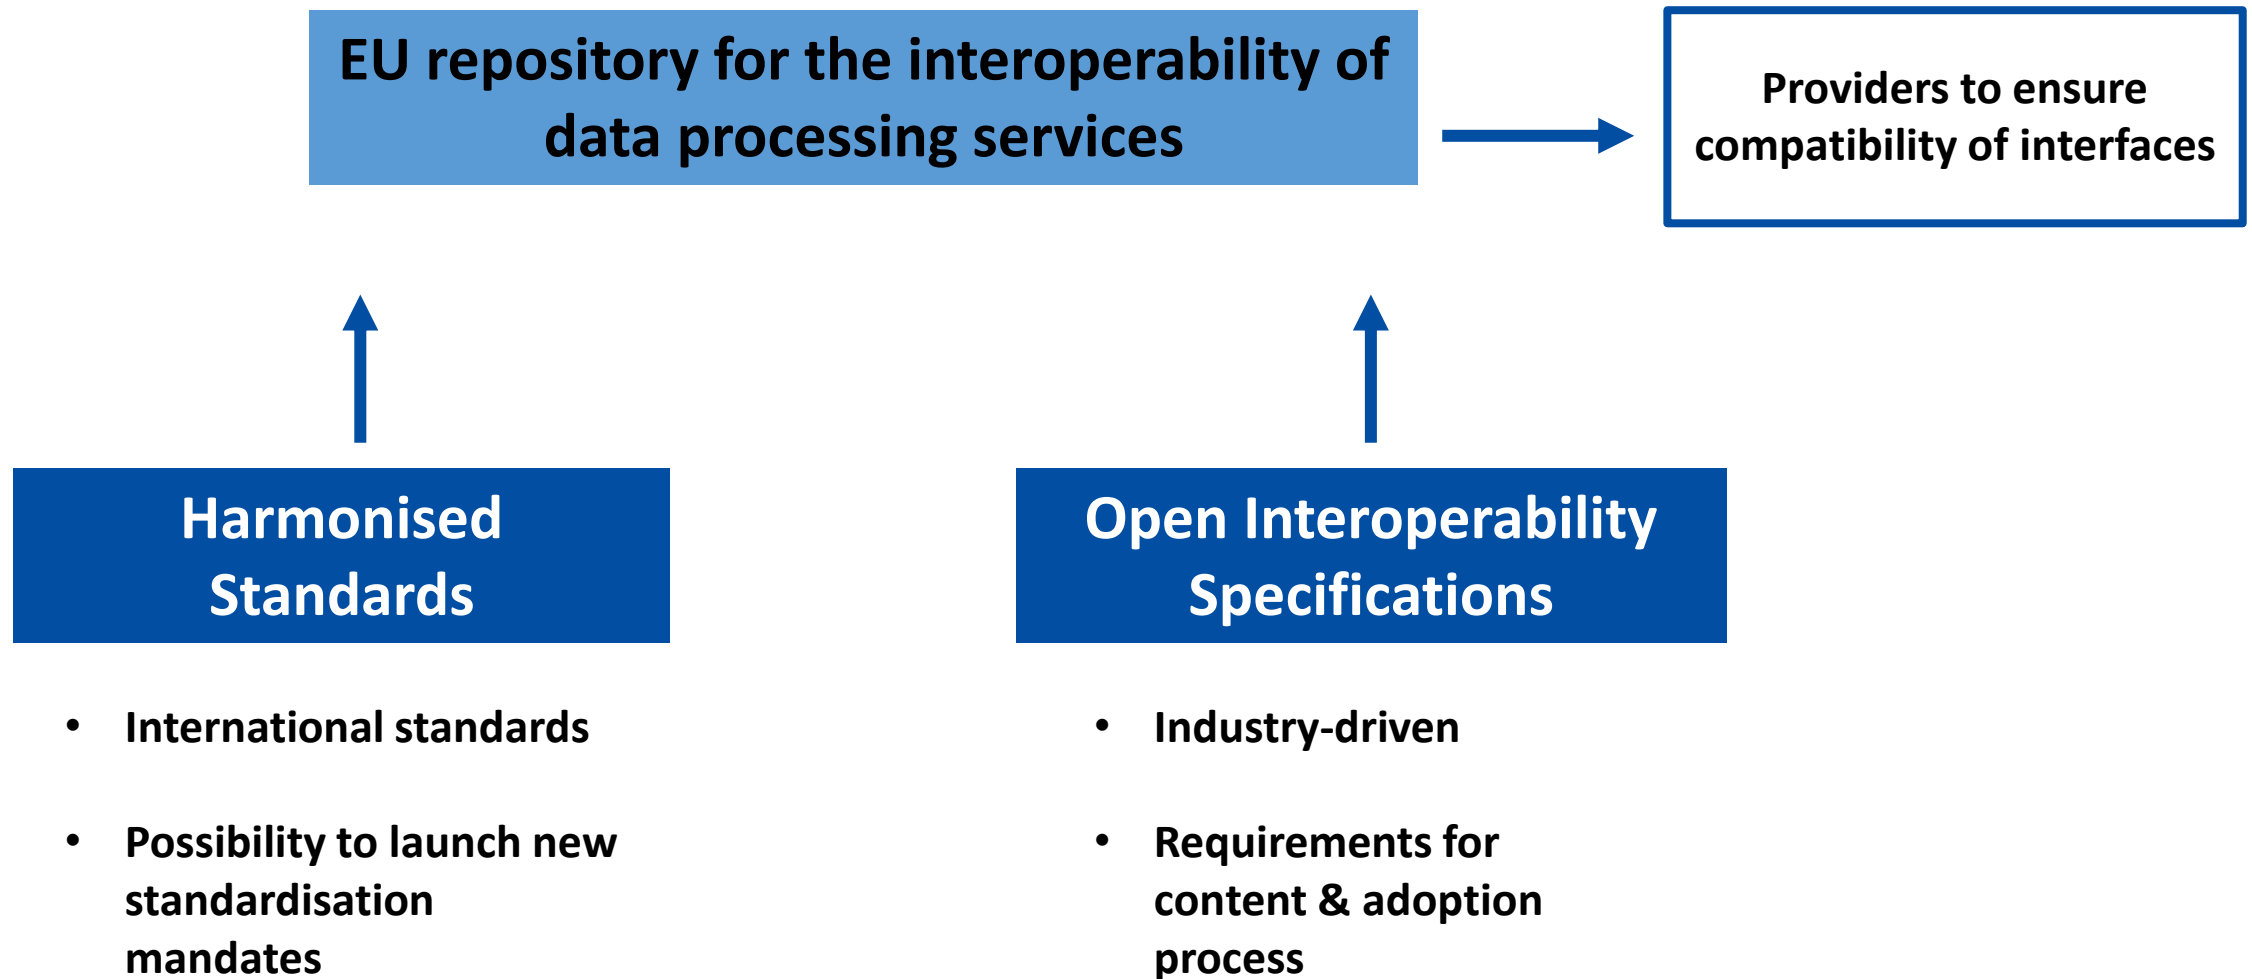 EU repository for the interoperability of
data processing services
Providers to ensure
compatibility of interfaces
Harmonised
Standards
• International standards
• Possibility to launch new
standardisation
mandates
Open Interoperability
Specifications
• Industry-driven
• Requirements for
content & adoption
process